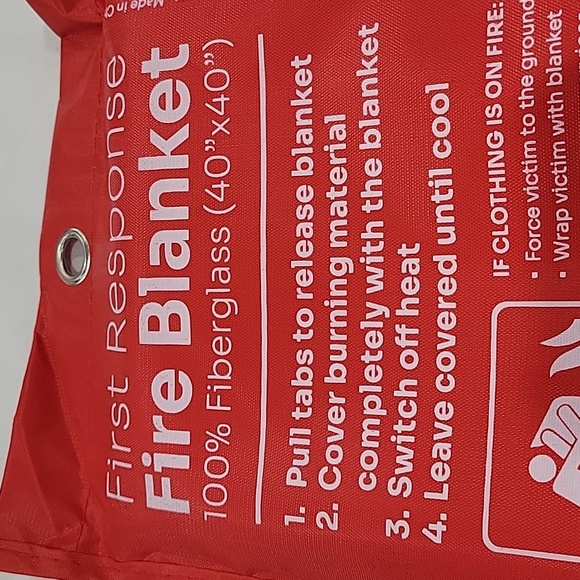 Made in
First Response
Fire Blanket
100% Fiberglass (40”x40”)
1. Pull tabs to release blanket
2. Cover burning material
completely with the blanket
3. Switch off heat
4. Leave covered until cool
IF CLOTHING IS ON FIRE:
• Force victim to the ground
• Wrap victim with blanket